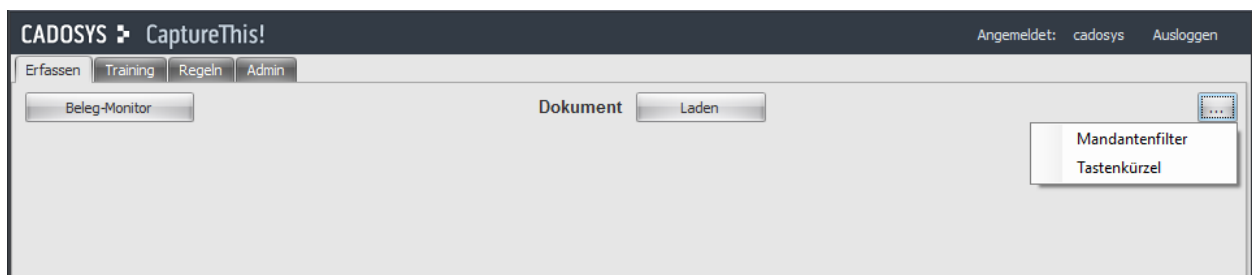 CADOSYS CaptureThis! Angemeldet: cadosys Ausloggen
Erfassen Training Regeln Admin
Beleg-Monitor Dokument Laden ...
Mandantenfilter
Tastenkürzel